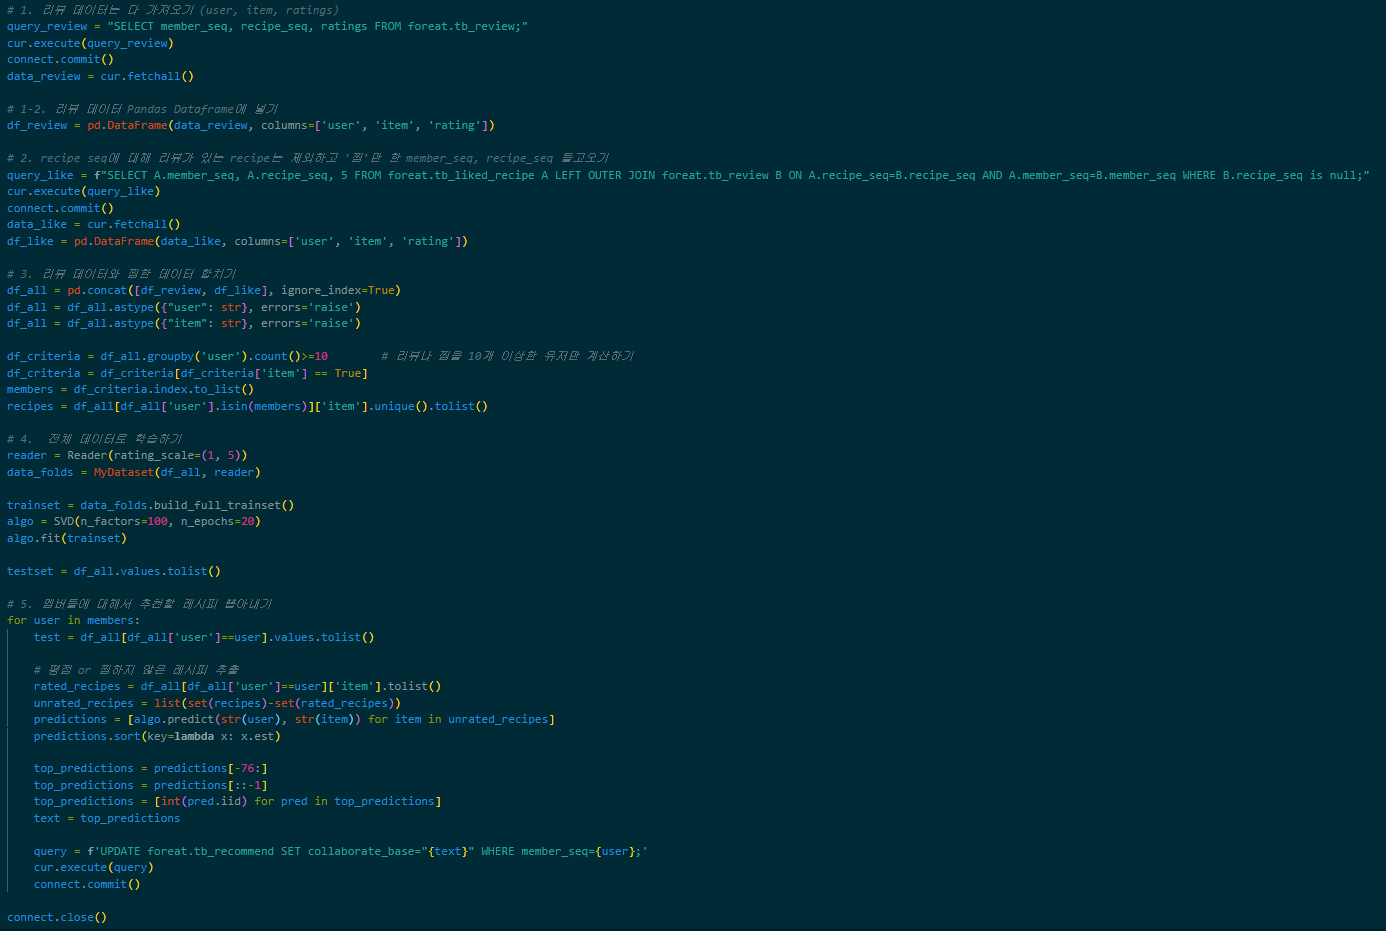 # 1. 리뷰 데이터는 다 가져오기 (user, item, ratings)
query_review = "SELECT member_seq, recipe_seq, ratings FROM foreat.tb_review;"
cur.execute(query_review)
connect.commit()
data_review = cur.fetchall()
# 1-2. 리뷰 데이터 Pandas Dataframe에 넣기
df_review = pd.DataFrame(data_review, columns=['user', 'item', 'rating'])
# 2. recipe seq에 대해 리뷰가 있는 recipe는 제외하고 '찜'만 한 member_seq, recipe_seq 들고오기
query_like = f"SELECT A.member_seq, A.recipe_seq, 5 FROM foreat.tb_liked_recipe A LEFT OUTER JOIN foreat.tb_review B ON A.recipe_seq=B.recipe_seq AND A.member_seq=B.member_seq WHERE B.recipe_seq is null;"
cur.execute(query_like)
connect.commit()
data_like = cur.fetchall()
df_like = pd.DataFrame(data_like, columns=['user', 'item', 'rating'])
# 3. 리뷰 데이터와 찜한 데이터 합치기
df_all = pd.concat([df_review, df_like], ignore_index=True)
df_all = df_all.astype({"user": str}, errors='raise')
df_all = df_all.astype({"item": str}, errors='raise')
df_criteria = df_all.groupby('user').count()>=10        # 리뷰나 찜을 10개 이상한 유저만 계산하기
df_criteria = df_criteria[df_criteria['item'] == True]
members = df_criteria.index.to_list()
recipes = df_all[df_all['user'].isin(members)]['item'].unique().tolist()
# 4.  전체 데이터로 학습하기
reader = Reader(rating_scale=(1, 5))
data_folds = MyDataset(df_all, reader)
trainset = data_folds.build_full_trainset()
algo = SVD(n_factors=100, n_epochs=20)
algo.fit(trainset)
testset = df_all.values.tolist()
# 5. 멤버들에 대해서 추천할 레시피 뽑아내기
for user in members:
    test = df_all[df_all['user']==user].values.tolist()
    # 평점 or 찜하지 않은 레시피 추출
    rated_recipes = df_all[df_all['user']==user]['item'].tolist()
    unrated_recipes = list(set(recipes)-set(rated_recipes))
    predictions = [algo.predict(str(user), str(item)) for item in unrated_recipes]
    predictions.sort(key=lambda x: x.est)
    top_predictions = predictions[-76:]
    top_predictions = predictions[::-1]
    top_predictions = [int(pred.iid) for pred in top_predictions]
    text = top_predictions
    query = f'UPDATE foreat.tb_recommend SET collaborate_base="{text}" WHERE member_seq={user};'
    cur.execute(query)
    connect.commit()
connect.close()